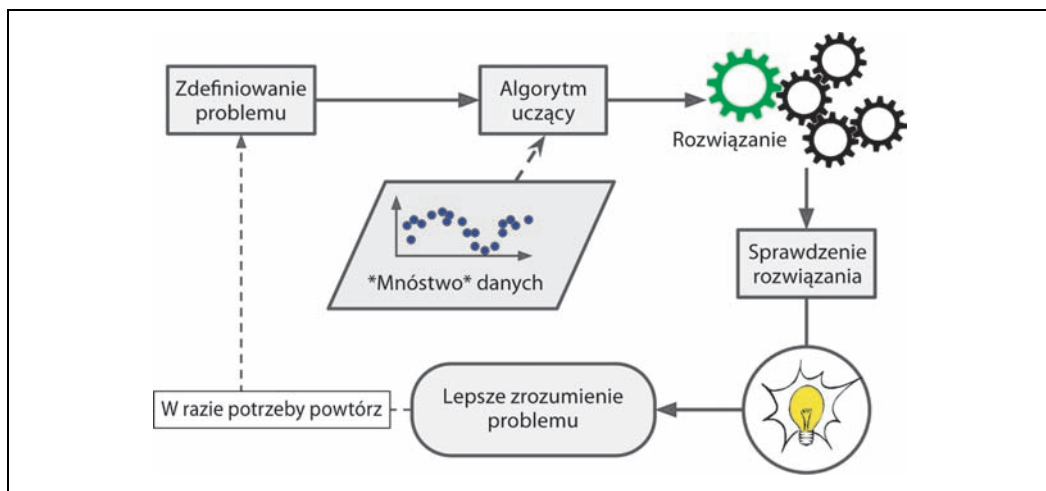 Zdefiniowanie
problemu
Algorytm
uczący
Rozwiązanie
*Mnóstwo* danych
Sprawdzenie
rozwiązania
Lepsze zrozumienie
problemu
W razie potrzeby powtórz